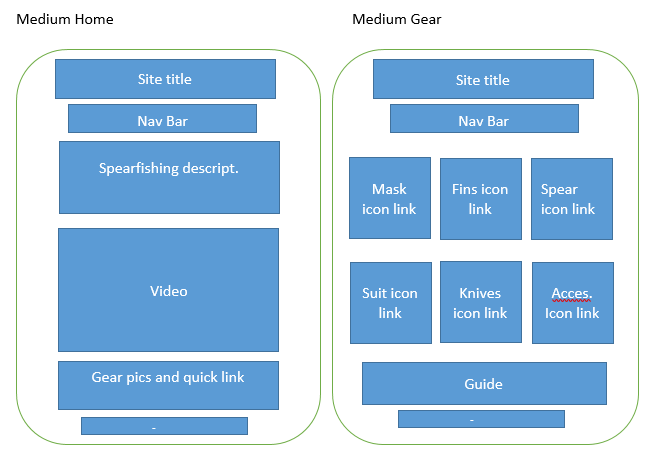 Medium Home
Site title
Nav Bar
Spearfishing descript.
Video
Gear pics and quick link
-
Medium Gear
Site title
Nav Bar
Mask
icon link
Fins icon
link
Spear
icon link
Suit icon
link
Knives
icon link
Acces.
Icon link
Guide
-